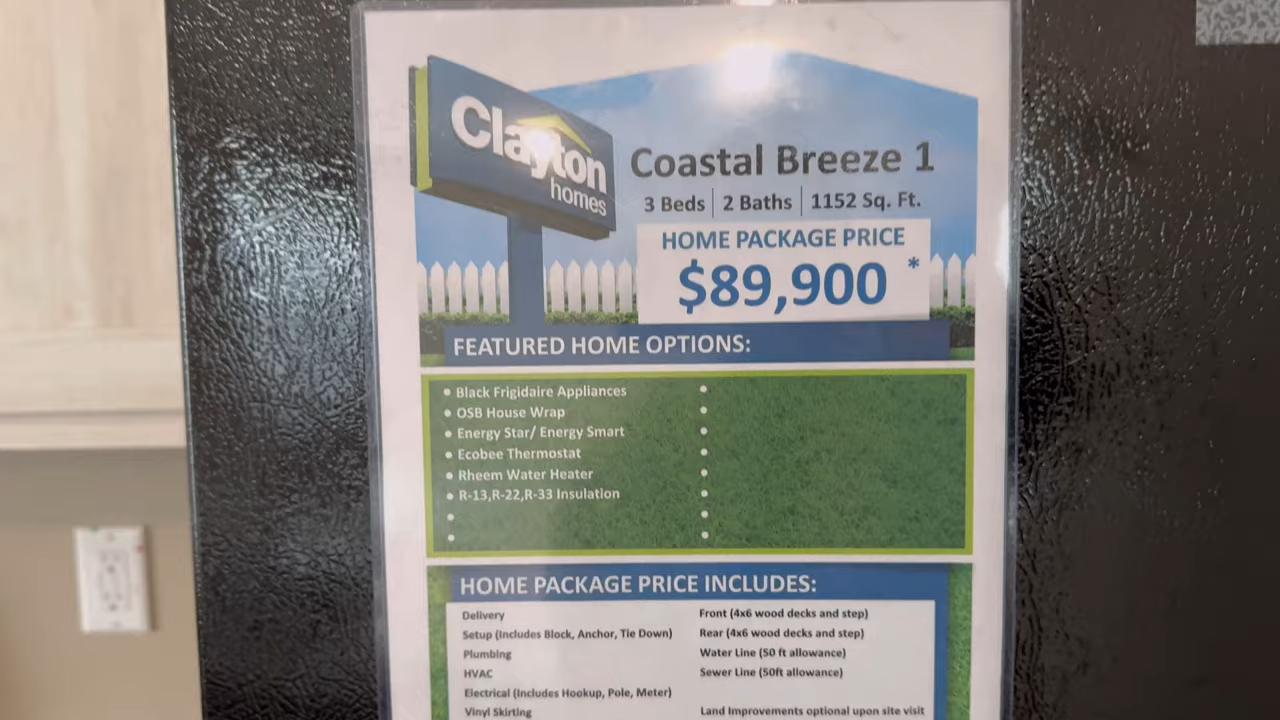 Clayton
homes
Coastal Breeze 1
3 Beds | 2 Baths | 1152 Sq. Ft.
HOME PACKAGE PRICE
$89,900 *
FEATURED HOME OPTIONS:
• Black Frigidaire Appliances
• OSB House Wrap
• Energy Star/ Energy Smart
• Ecobee Thermostat
• Rheem Water Heater
• R-13,R-22,R-33 Insulation
HOME PACKAGE PRICE INCLUDES:
Delivery
Setup (Includes Block, Anchor, Tie Down)
Plumbing
HVAC
Electrical (Includes Hookup, Pole, Meter)
Vinyl Skirting
Front (4x6 wood decks and step)
Rear (4x6 wood decks and step)
Water Line (50 ft allowance)
Sewer Line (50ft allowance)
Land Improvements optional upon site visit